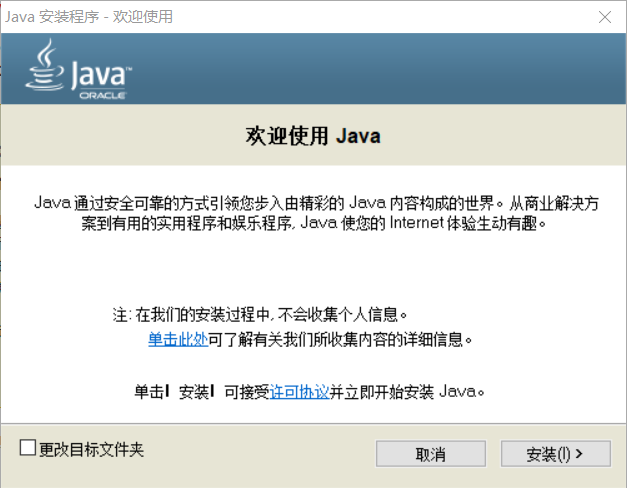 Java 安装程序 - 欢迎使用
Java™
ORACLE
欢迎使用 Java
Java 通过安全可靠的方式引领您步入由精彩的 Java 内容构成的世界。从商业解决方
案到有用的实用程序和娱乐程序, Java 使您的 Internet 体验生动有趣。
注: 在我们的安装过程中, 不会收集个人信息。
单击此处可了解有关我们所收集内容的详细信息。
单击| 安装| 可接受许可协议并立即开始安装 Java。
更改目标文件夹
取消
安装(I) >